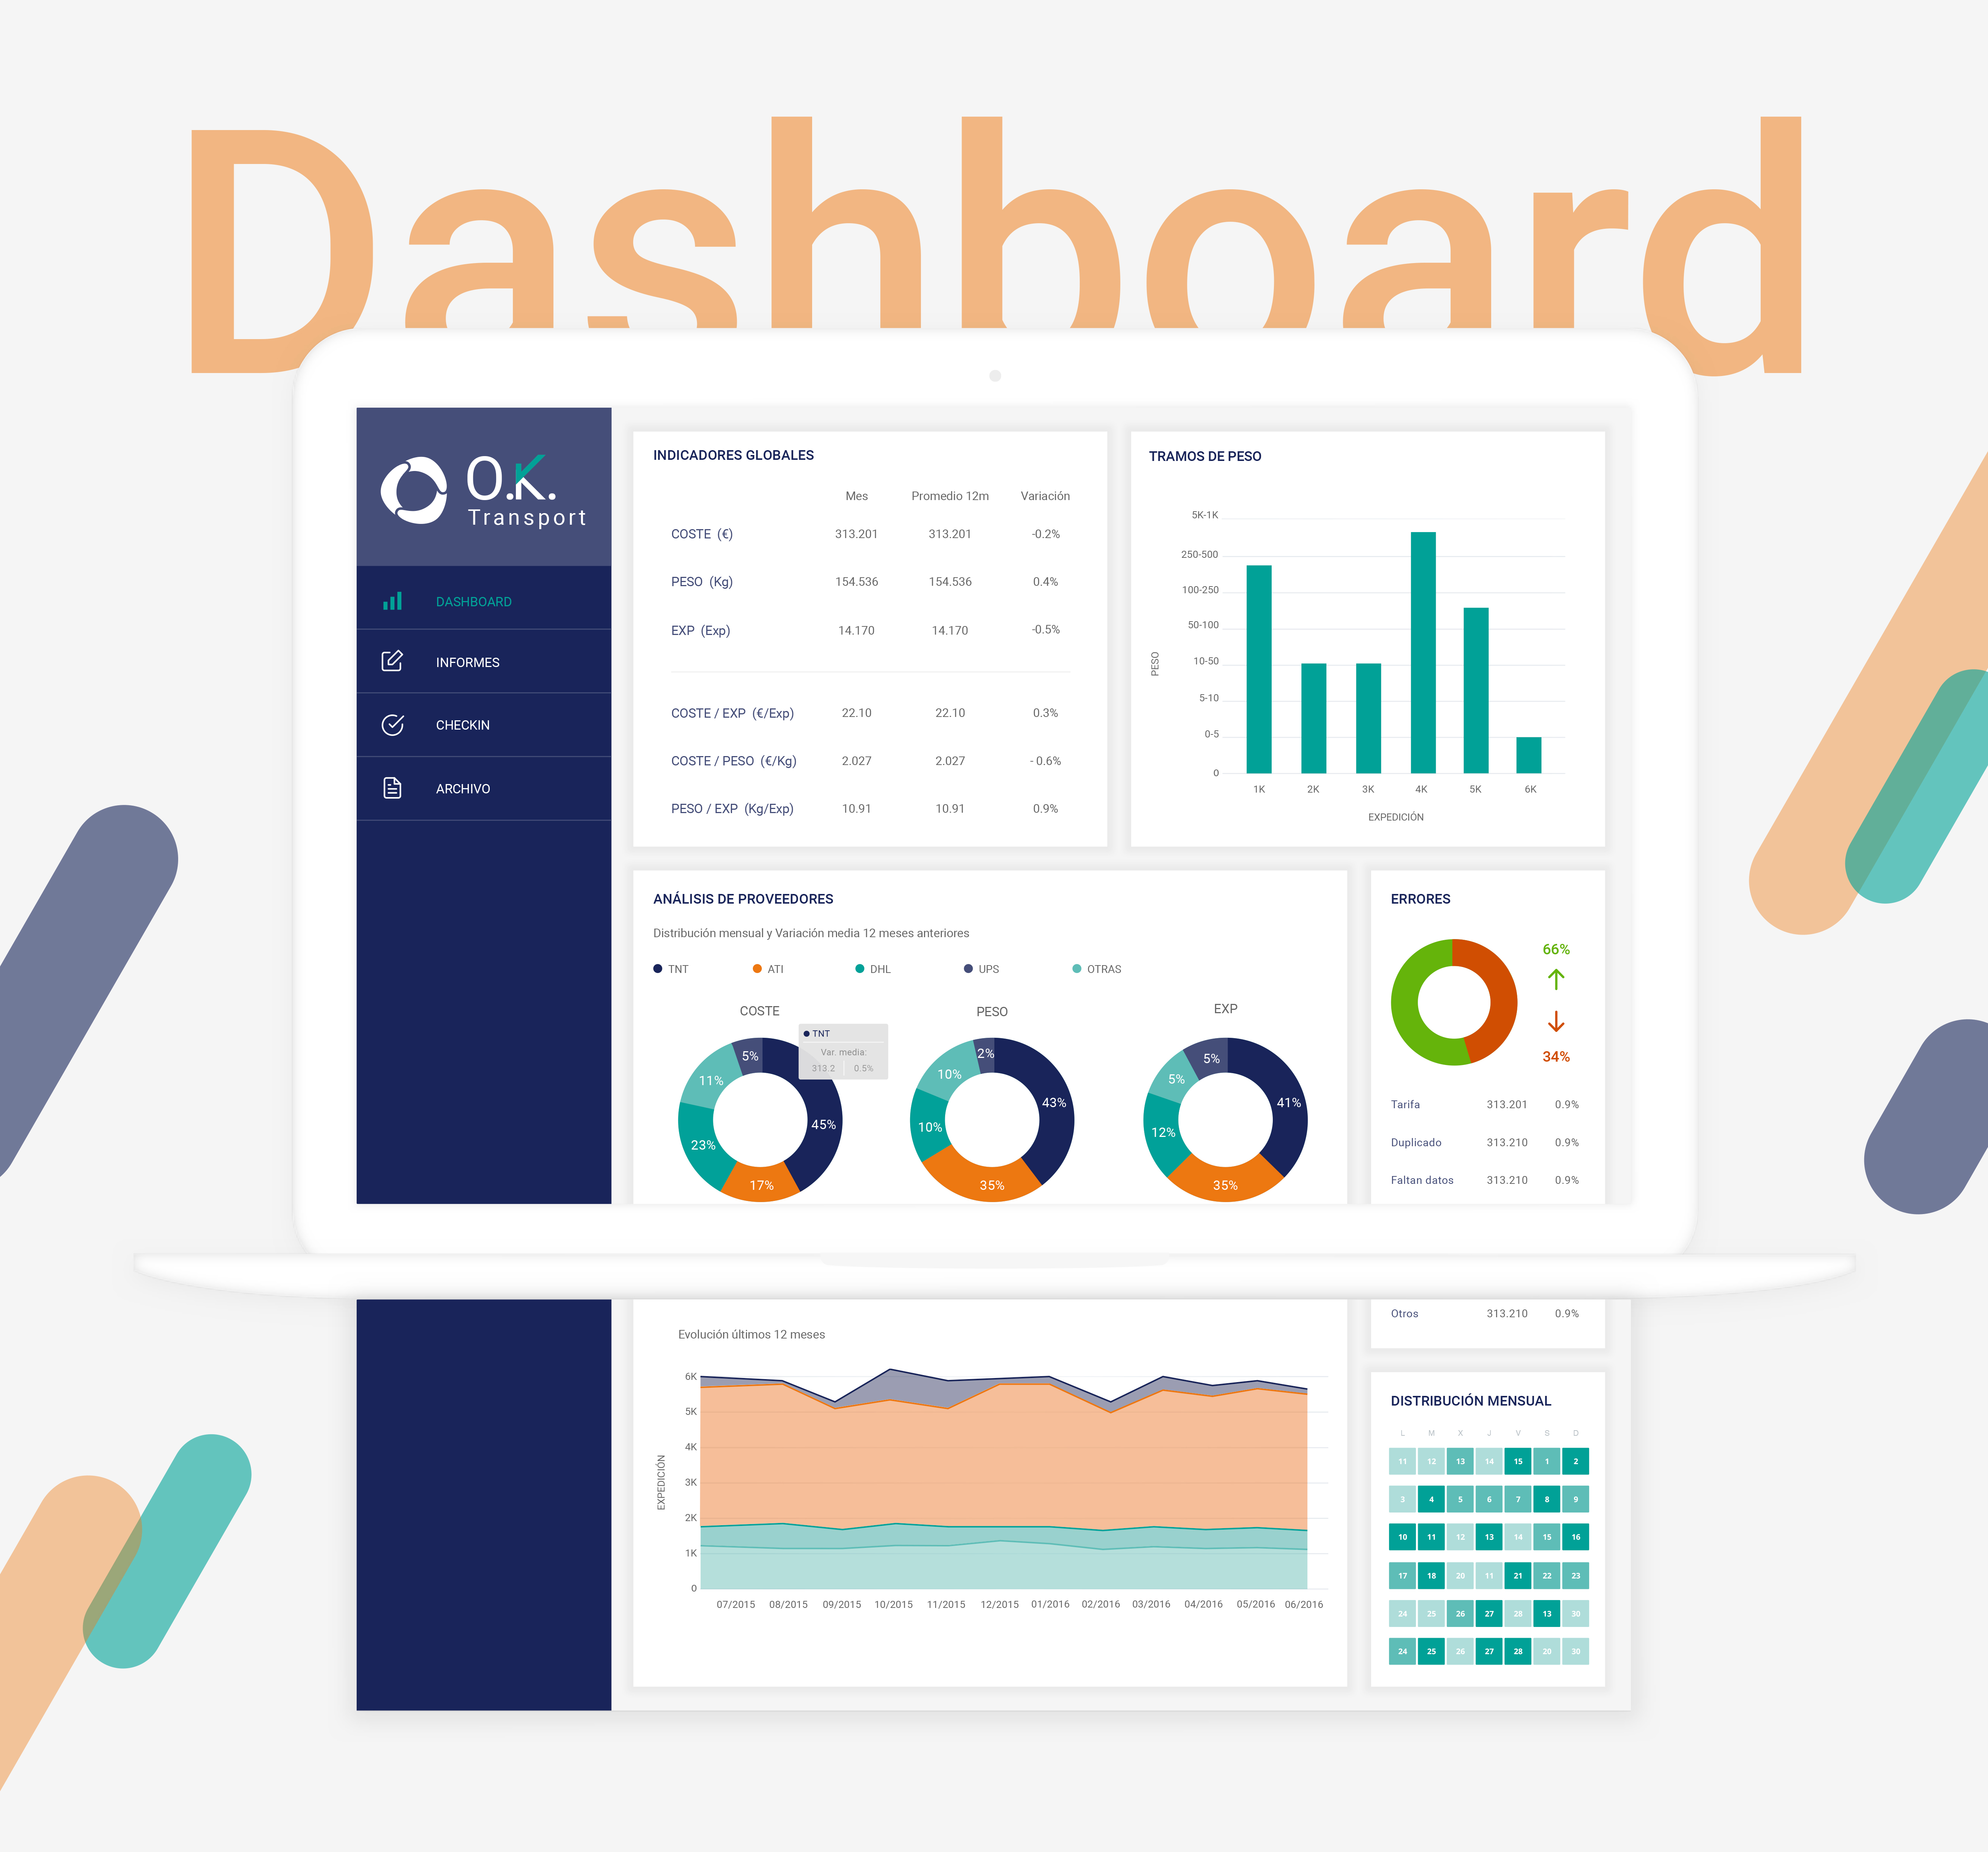 Dashboard
O.K.
Transport
DASHBOARD
INFORMES
CHECKIN
ARCHIVO
INDICADORES GLOBALES
Mes Promedio 12m Variación
COSTE (€) 313.201 313.201 -0.2%
PESO (Kg) 154.536 154.536 0.4%
EXP (Exp) 14.170 14.170 -0.5%
COSTE / EXP (€/Exp) 22.10 22.10 0.3%
COSTE / PESO (€/Kg) 2.027 2.027 - 0.6%
PESO / EXP (Kg/Exp) 10.91 10.91 0.9%
TRAMOS DE PESO
5K-1K
250-500
100-250
50-100
10-50
5-10
0-5
0
PESO
1K 2K 3K 4K 5K 6K
EXPEDICIÓN
ANÁLISIS DE PROVEEDORES
Distribución mensual y Variación media 12 meses anteriores
TNT ATI DHL UPS OTRAS
COSTE
TNT
Var. media:
313.2 0.5%
5%
11%
45%
23%
17%
PESO
2%
10%
43%
10%
35%
EXP
5%
5%
41%
12%
35%
ERRORES
66%
34%
Tarifa 313.201 0.9%
Duplicado 313.210 0.9%
Faltan datos 313.210 0.9%
Otros 313.210 0.9%
Evolución últimos 12 meses
6K
5K
4K
3K
2K
1K
0
EXPEDICIÓN
07/2015 08/2015 09/2015 10/2015 11/2015 12/2015 01/2016 02/2016 03/2016 04/2016 05/2016 06/2016
DISTRIBUCIÓN MENSUAL
L M X J V S D
11 12 13 14 15 1 2
3 4 5 6 7 8 9
10 11 12 13 14 15 16
17 18 20 11 21 22 23
24 25 26 27 28 13 30
24 25 26 27 28 20 30